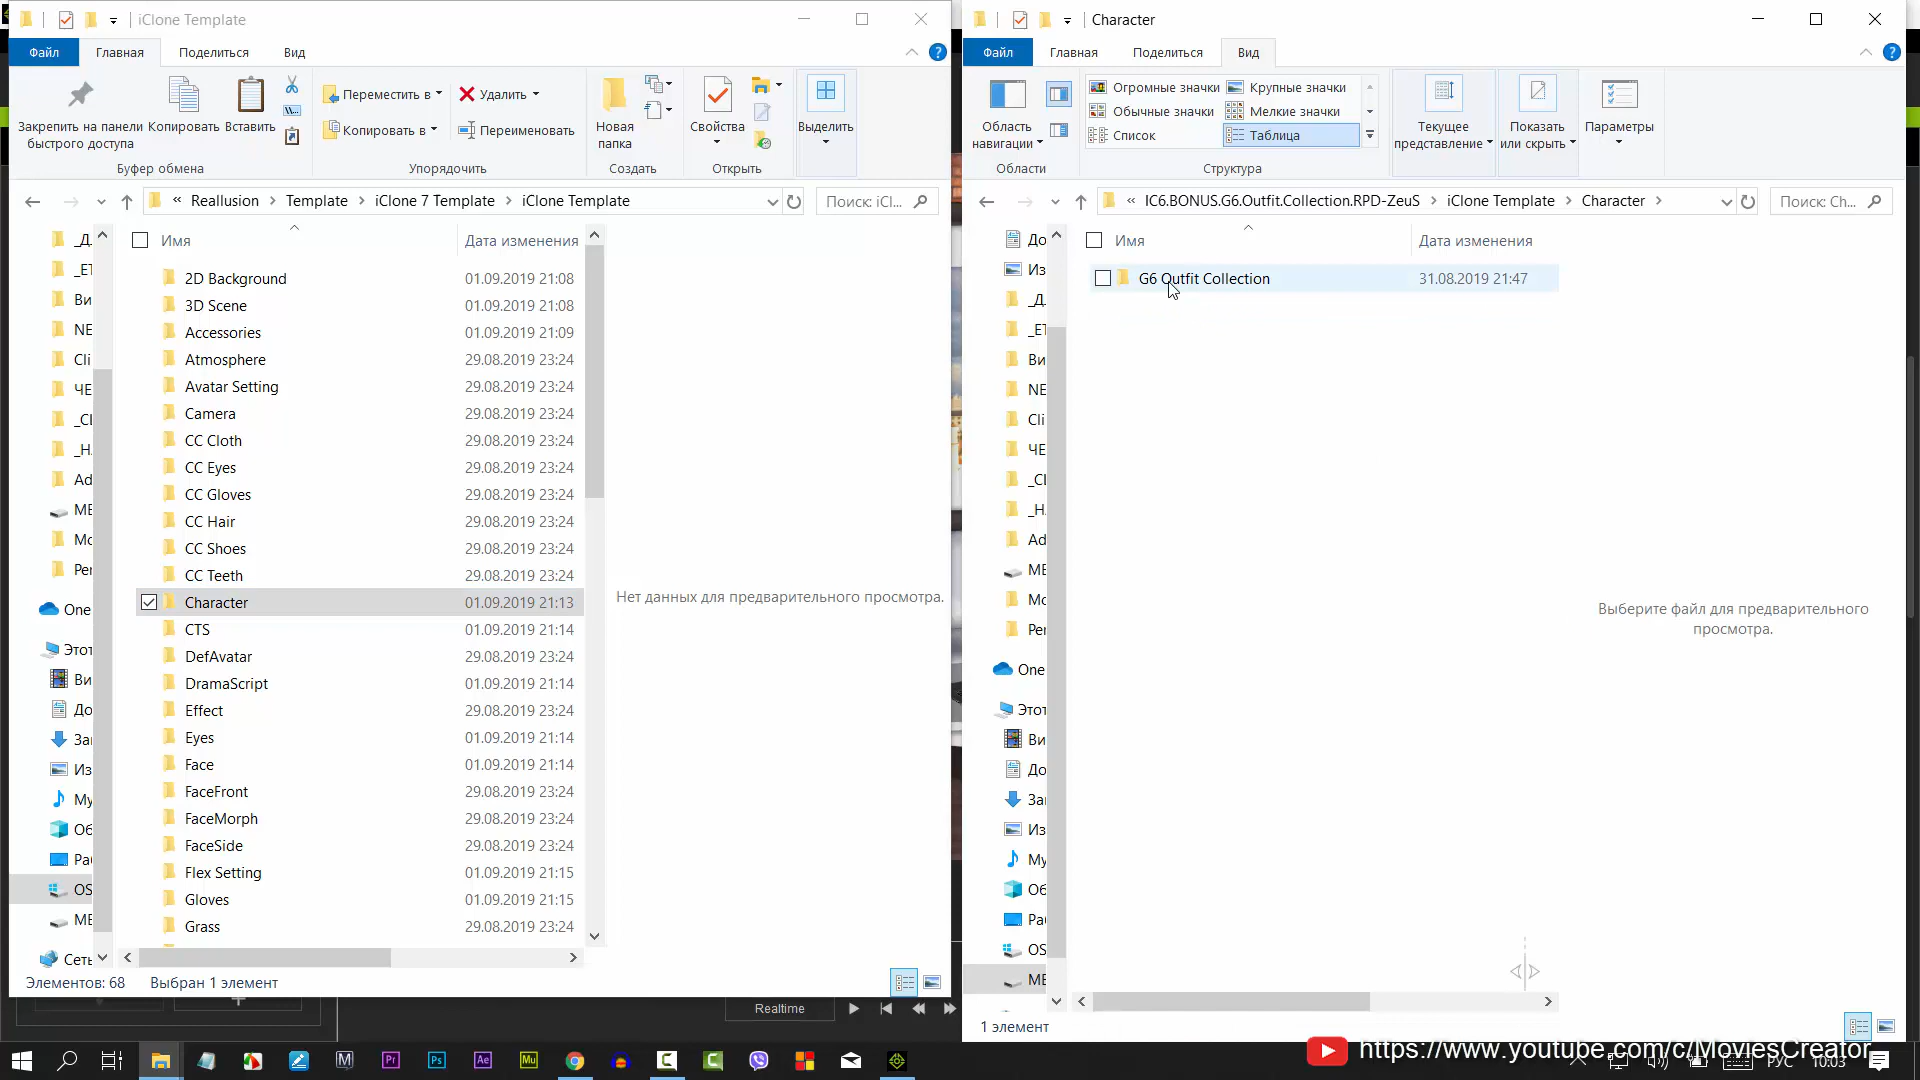 iClone Template
Файл
Главная
Поделиться
Вид
Закрепить на панели быстрого доступа
Копировать
Вставить
Переместить в
Копировать в
Удалить
Переименовать
Новая папка
Свойства
Выделить
Буфер обмена
Упорядочить
Создать
Открыть
« Reallusion > Template > iClone 7 Template > iClone Template
Поиск: iCl...
Имя
Дата изменения
2D Background 01.09.2019 21:08
3D Scene 01.09.2019 21:08
Accessories 01.09.2019 21:09
Atmosphere 29.08.2019 23:24
Avatar Setting 29.08.2019 23:24
Camera 29.08.2019 23:24
CC Cloth 29.08.2019 23:24
CC Eyes 29.08.2019 23:24
CC Gloves 29.08.2019 23:24
CC Hair 29.08.2019 23:24
CC Shoes 29.08.2019 23:24
CC Teeth 29.08.2019 23:24
Character 01.09.2019 21:13
CTS 01.09.2019 21:14
DefAvatar 29.08.2019 23:24
DramaScript 01.09.2019 21:14
Effect 29.08.2019 23:24
Eyes 01.09.2019 21:14
Face 01.09.2019 21:14
FaceFront 29.08.2019 23:24
FaceMorph 29.08.2019 23:24
FaceSide 29.08.2019 23:24
Flex Setting 01.09.2019 21:15
Gloves 01.09.2019 21:15
Grass 29.08.2019 23:24
Нет данных для предварительного просмотра.
Элементов: 68
Выбран 1 элемент
Realtime
Character
Файл
Главная
Поделиться
Вид
Область навигации
Огромные значки
Крупные значки
Обычные значки
Мелкие значки
Список
Таблица
Текущее представление
Показать или скрыть
Параметры
Области
Структура
« IC6.BONUS.G6.Outfit.Collection.RPD-ZeuS > iClone Template > Character >
Поиск: Ch...
Имя
Дата изменения
G6 Outfit Collection 31.08.2019 21:47
Выберите файл для предварительного
просмотра.
1 элемент
https://www.youtube.com/c/MoviesCreator
РУС
10:03